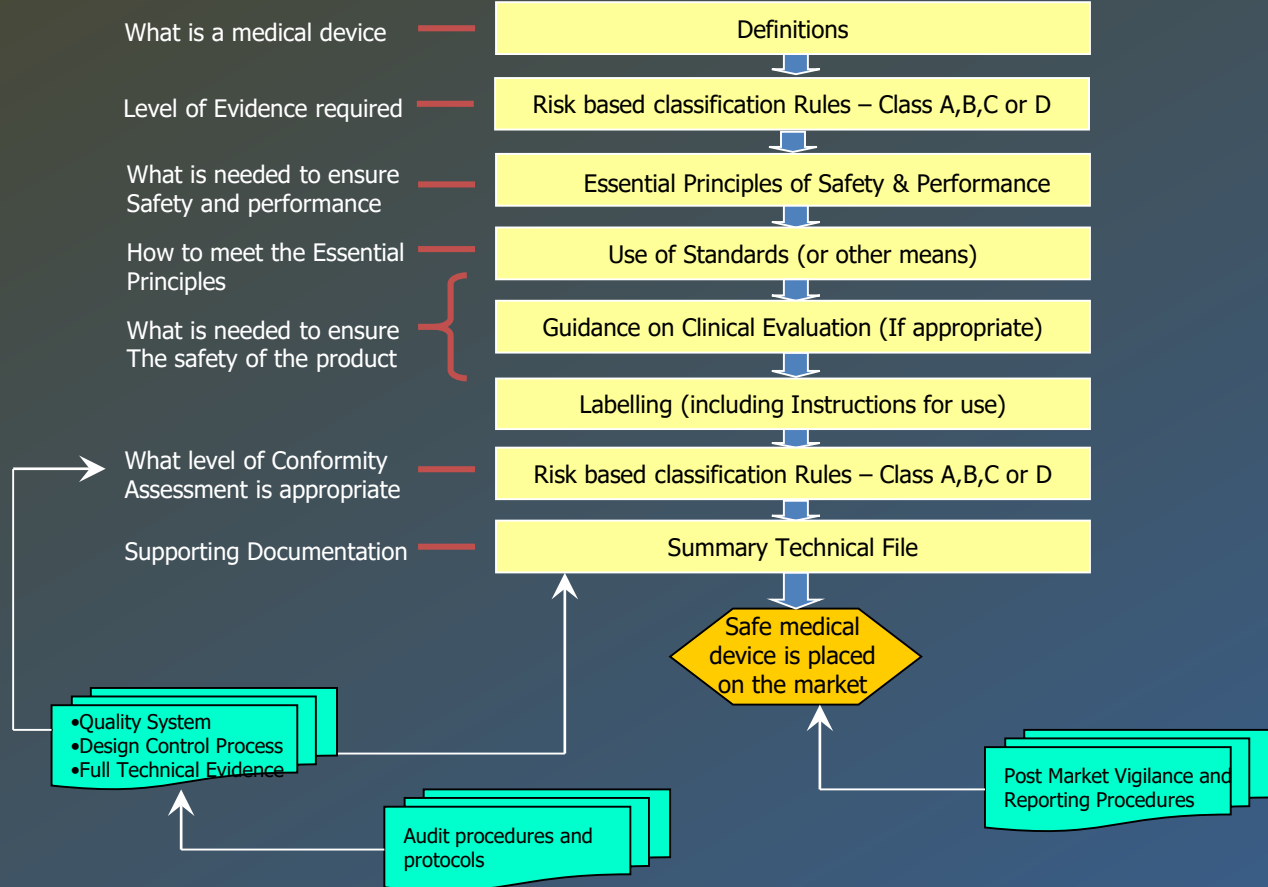 What is a medical device
Definitions
Level of Evidence required
Risk based classification Rules – Class A,B,C or D
What is needed to ensure
Safety and performance
Essential Principles of Safety & Performance
How to meet the Essential
Principles
Use of Standards (or other means)
What is needed to ensure
The safety of the product
Guidance on Clinical Evaluation (If appropriate)
Labelling (including Instructions for use)
What level of Conformity
Assessment is appropriate
Risk based classification Rules – Class A,B,C or D
Supporting Documentation
Summary Technical File
Safe medical
device is placed
on the market
•Quality System
•Design Control Process
•Full Technical Evidence
Post Market Vigilance and
Reporting Procedures
Audit procedures and
protocols